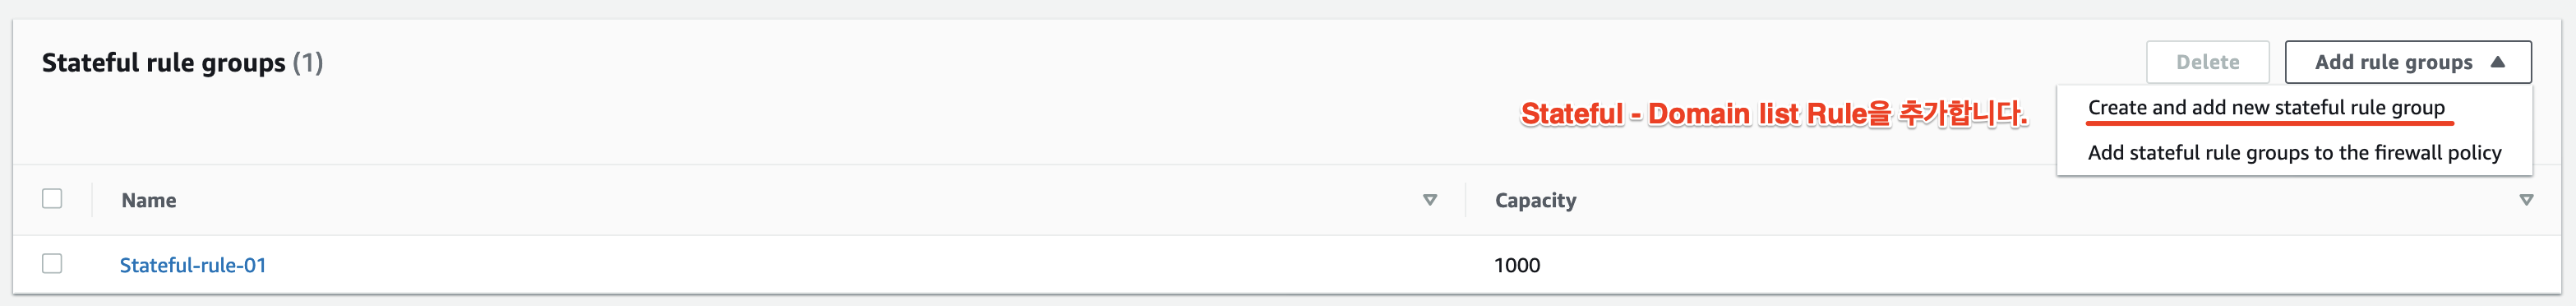 Stateful rule groups (1)
Delete
Add rule groups
Stateful - Domain list Rule을 추가합니다.
Create and add new stateful rule group
Add stateful rule groups to the firewall policy
Name
Capacity
Stateful-rule-01
1000